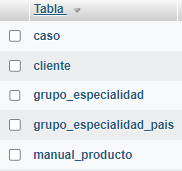 Tabla
caso
cliente
grupo_especialidad
grupo_especialidad_pais
manual_producto